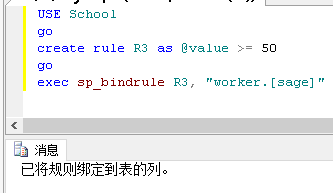 USE School
go
create rule R3 as @value >= 50
go
exec sp_bindrule R3, "worker.[sage]"
消息
已将规则绑定到表的列。